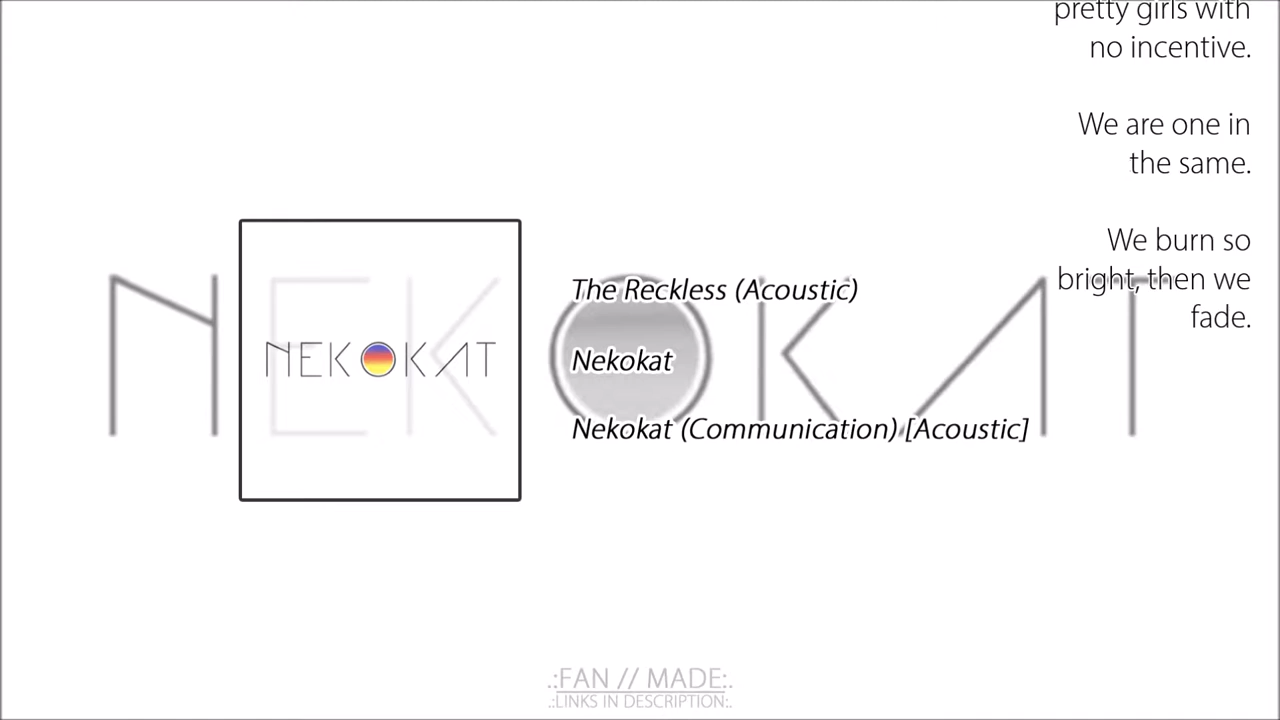 pretty girls with
no incentive.
We are one in
the same.
We burn so
bright, then we
fade.
NEKOKAT
NEKOKAT
The Reckless (Acoustic)
Nekokat
Nekokat (Communication) [Acoustic]
.:FAN // MADE:.
.:LINKS IN DESCRIPTION:.